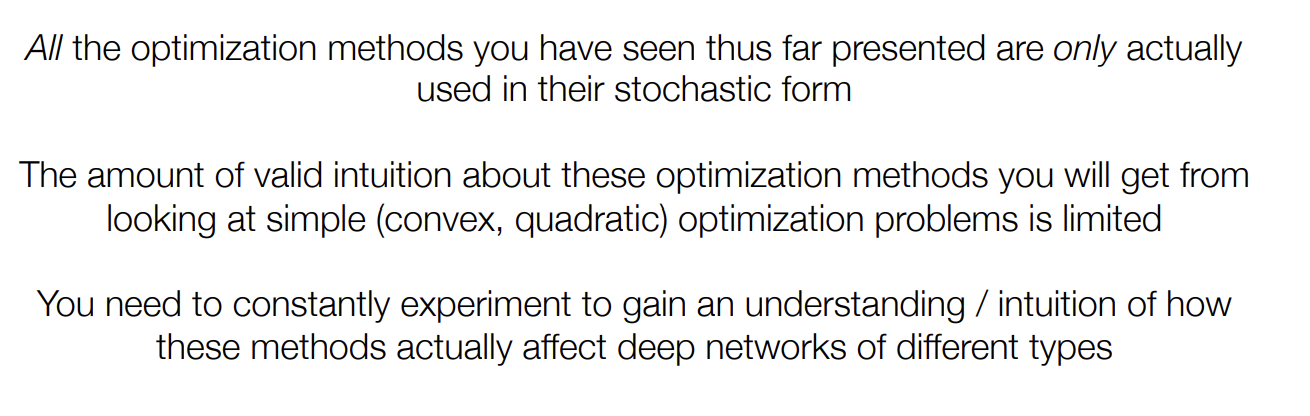 All the optimization methods you have seen thus far presented are only actually
used in their stochastic form
The amount of valid intuition about these optimization methods you will get from
looking at simple (convex, quadratic) optimization problems is limited
You need to constantly experiment to gain an understanding / intuition of how
these methods actually affect deep networks of different types